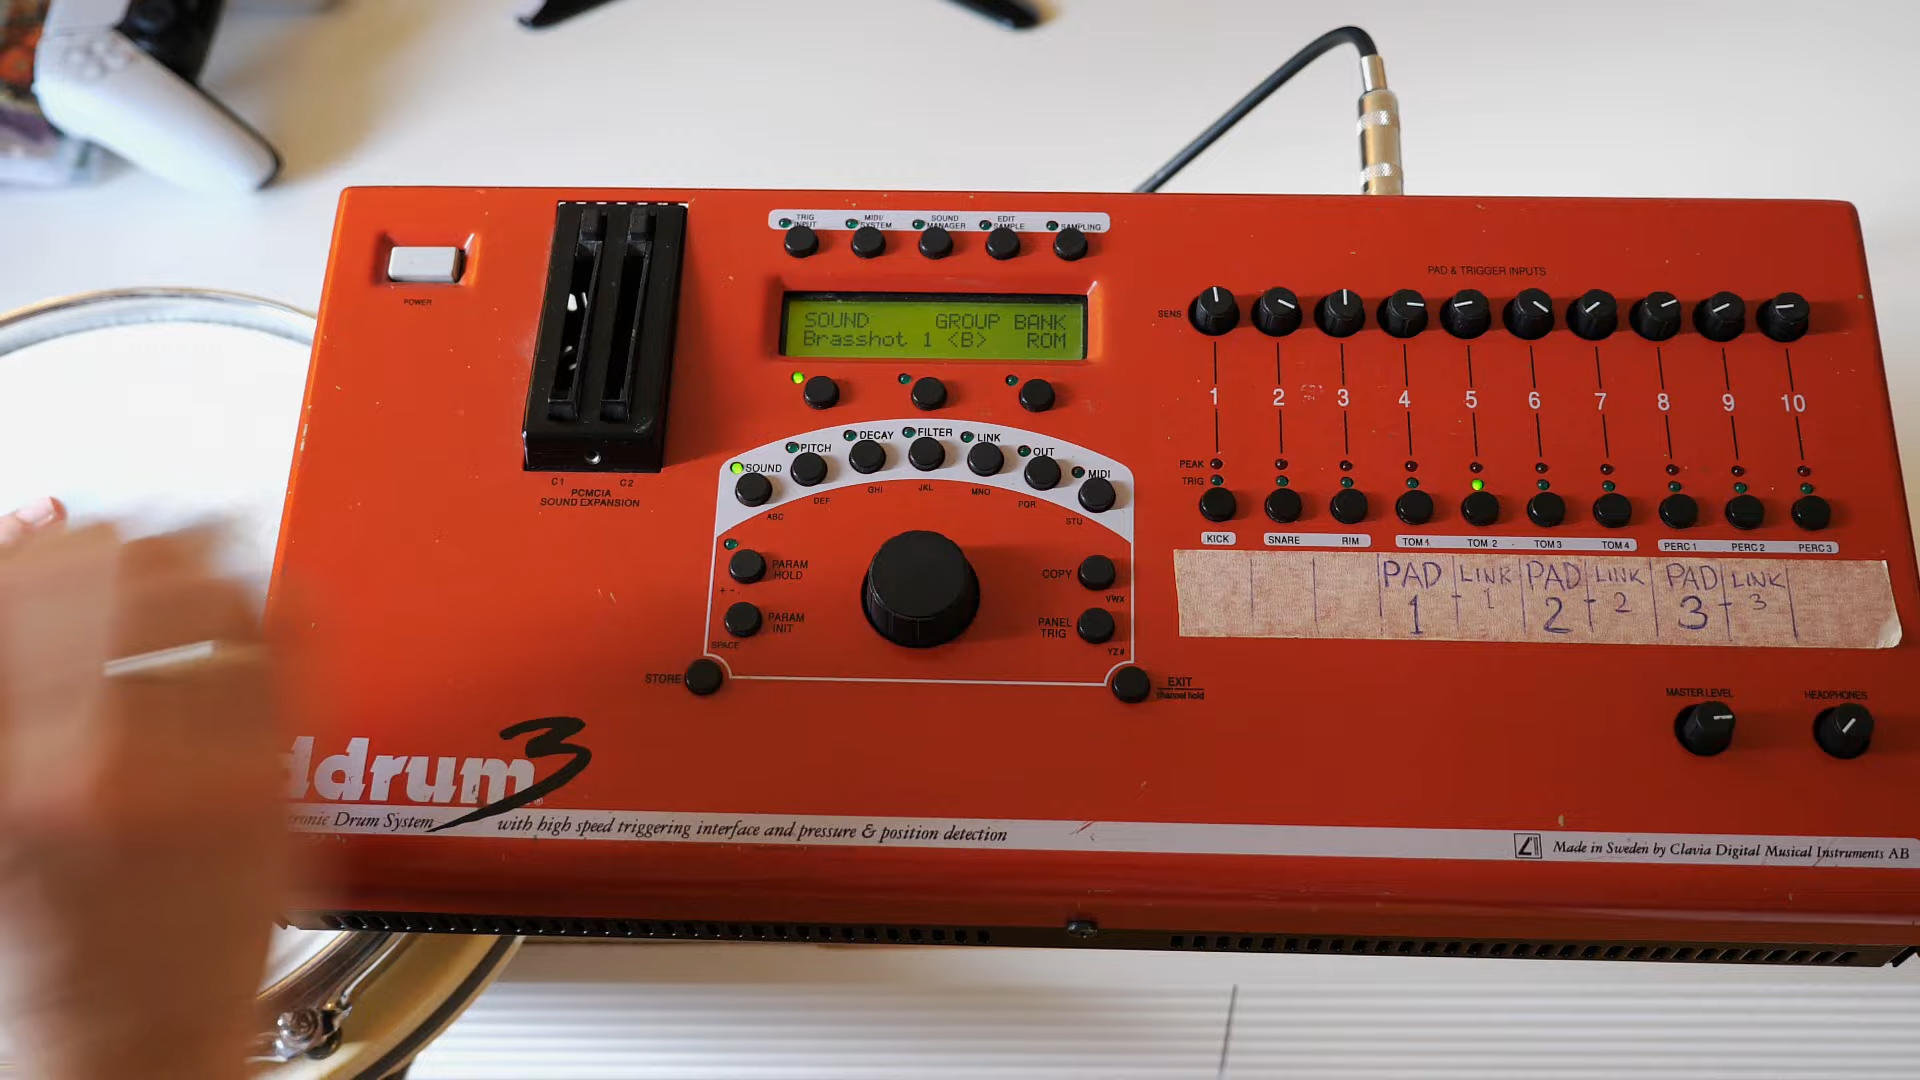 TRIG INPUT
MIDI/ SYSTEM
SOUND MANAGER
EDIT SAMPLE
SAMPLING
POWER
SOUND GROUP BANK
Brasshot 1 <B> ROM
PAD & TRIGGER INPUTS
SENS
1 2 3 4 5 6 7 8 9 10
C1 C2
PCMCIA
SOUND EXPANSION
SOUND PITCH DECAY FILTER LINK OUT MIDI
ABC DEF GHI JKL MNO PQR STU
PEAK
TRIG
KICK SNARE RIM TOM 1 TOM 2 TOM 3 TOM 4 PERC 1 PERC 2 PERC 3
PARAM HOLD
+ -
PARAM INIT
SPACE
COPY
VWX
PANEL TRIG
YZ#
STORE
EXIT
channel hold
PAD 1 - LINK 1 PAD 2 - LINK 2 PAD 3 - LINK 3
MASTER LEVEL
HEADPHONES
ddrum3
ronic Drum System with high speed triggering interface and pressure & position detection
Made in Sweden by Clavia Digital Musical Instruments AB